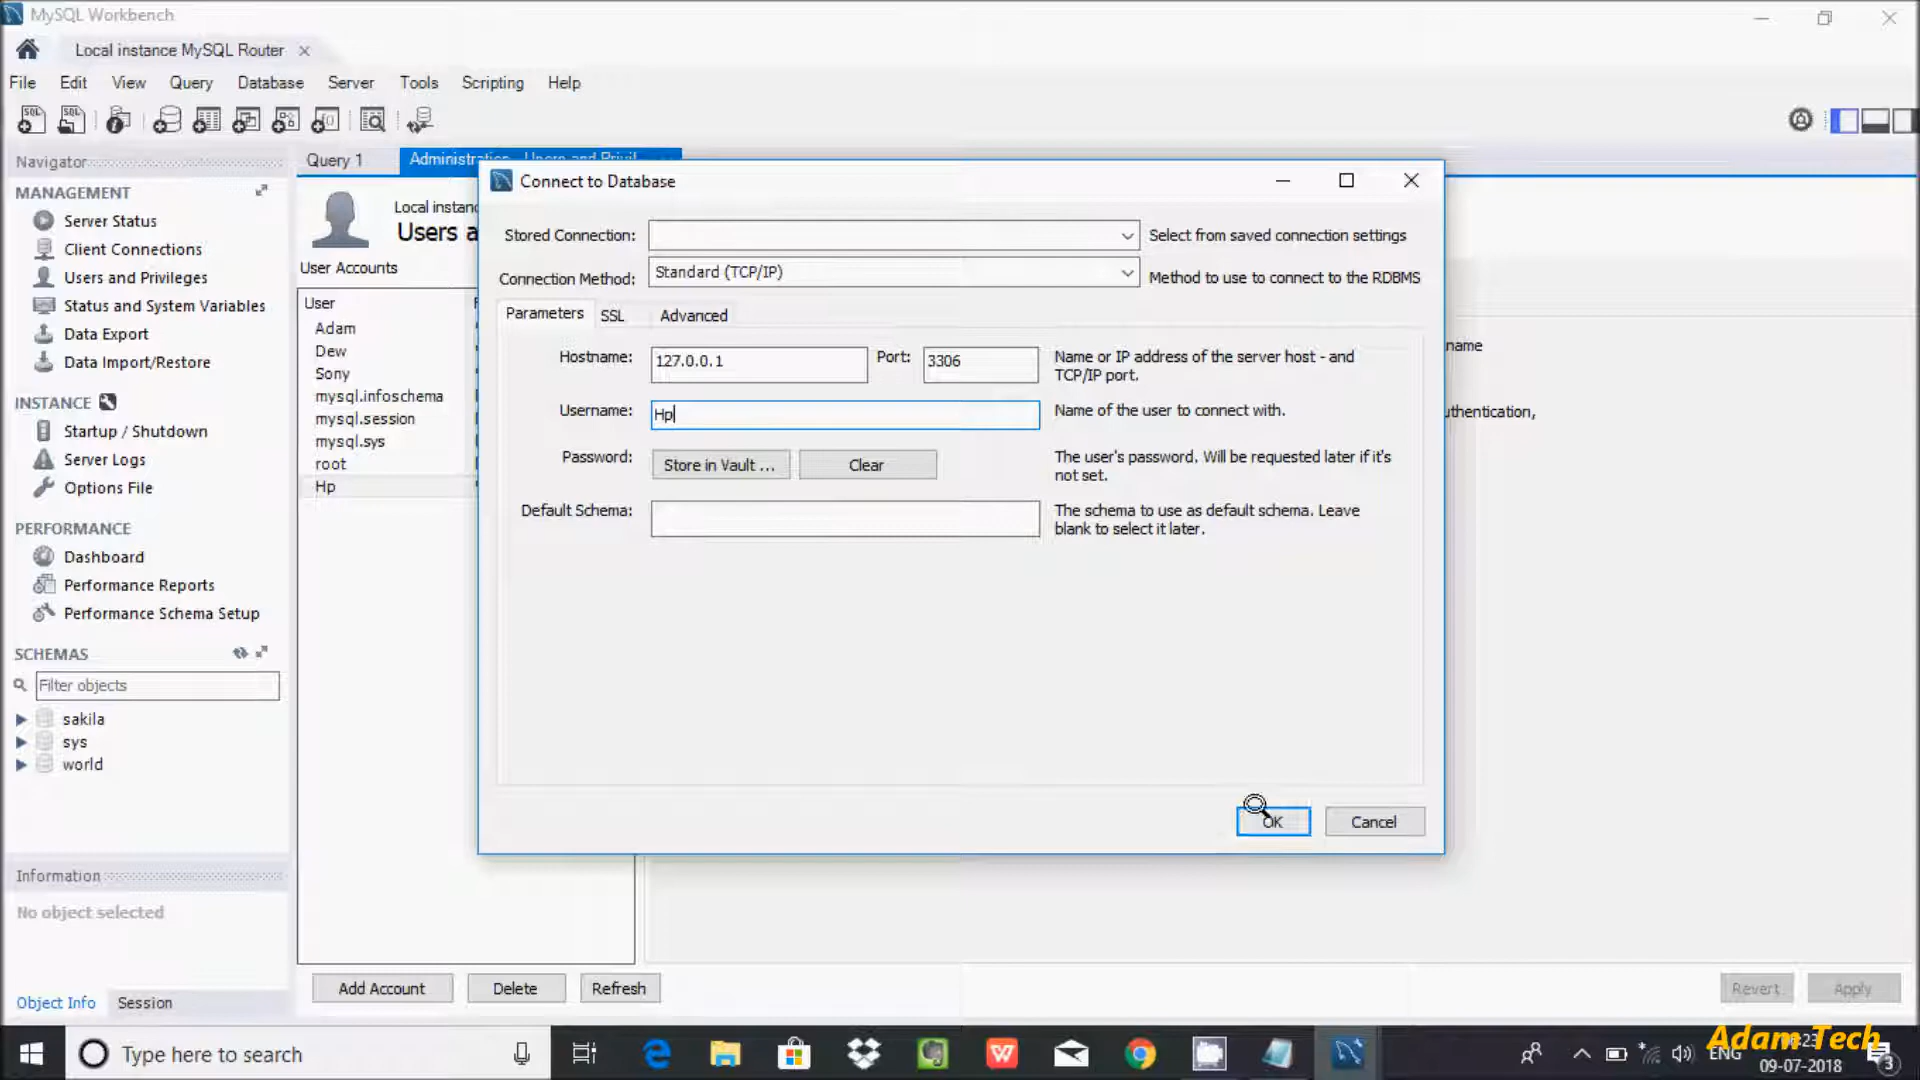 MySQL Workbench
Local instance MySQL Router
File Edit View Query Database Server Tools Scripting Help
Navigator
Query 1
Administration - Users and Privil
MANAGEMENT
Server Status
Client Connections
Users and Privileges
Status and System Variables
Data Export
Data Import/Restore
INSTANCE
Startup / Shutdown
Server Logs
Options File
PERFORMANCE
Dashboard
Performance Reports
Performance Schema Setup
SCHEMAS
Filter objects
sakila
sys
world
Information
No object selected
Object Info Session
Local instanc
Users a
User Accounts
User
Adam
Dew
Sony
mysql.infoschema
mysql.session
mysql.sys
root
Hp
Add Account Delete Refresh
Connect to Database
Stored Connection: Select from saved connection settings
Connection Method: Standard (TCP/IP) Method to use to connect to the RDBMS
Parameters SSL Advanced
Hostname: 127.0.0.1 Port: 3306 Name or IP address of the server host - and
TCP/IP port.
Username: Hp Name of the user to connect with.
Password: Store in Vault ... Clear The user's password. Will be requested later if it's
not set.
Default Schema: The schema to use as default schema. Leave
blank to select it later.
OK Cancel
name
uthentication,
Revert Apply
Type here to search
ENG
09-07-2018
3
Adam Tech